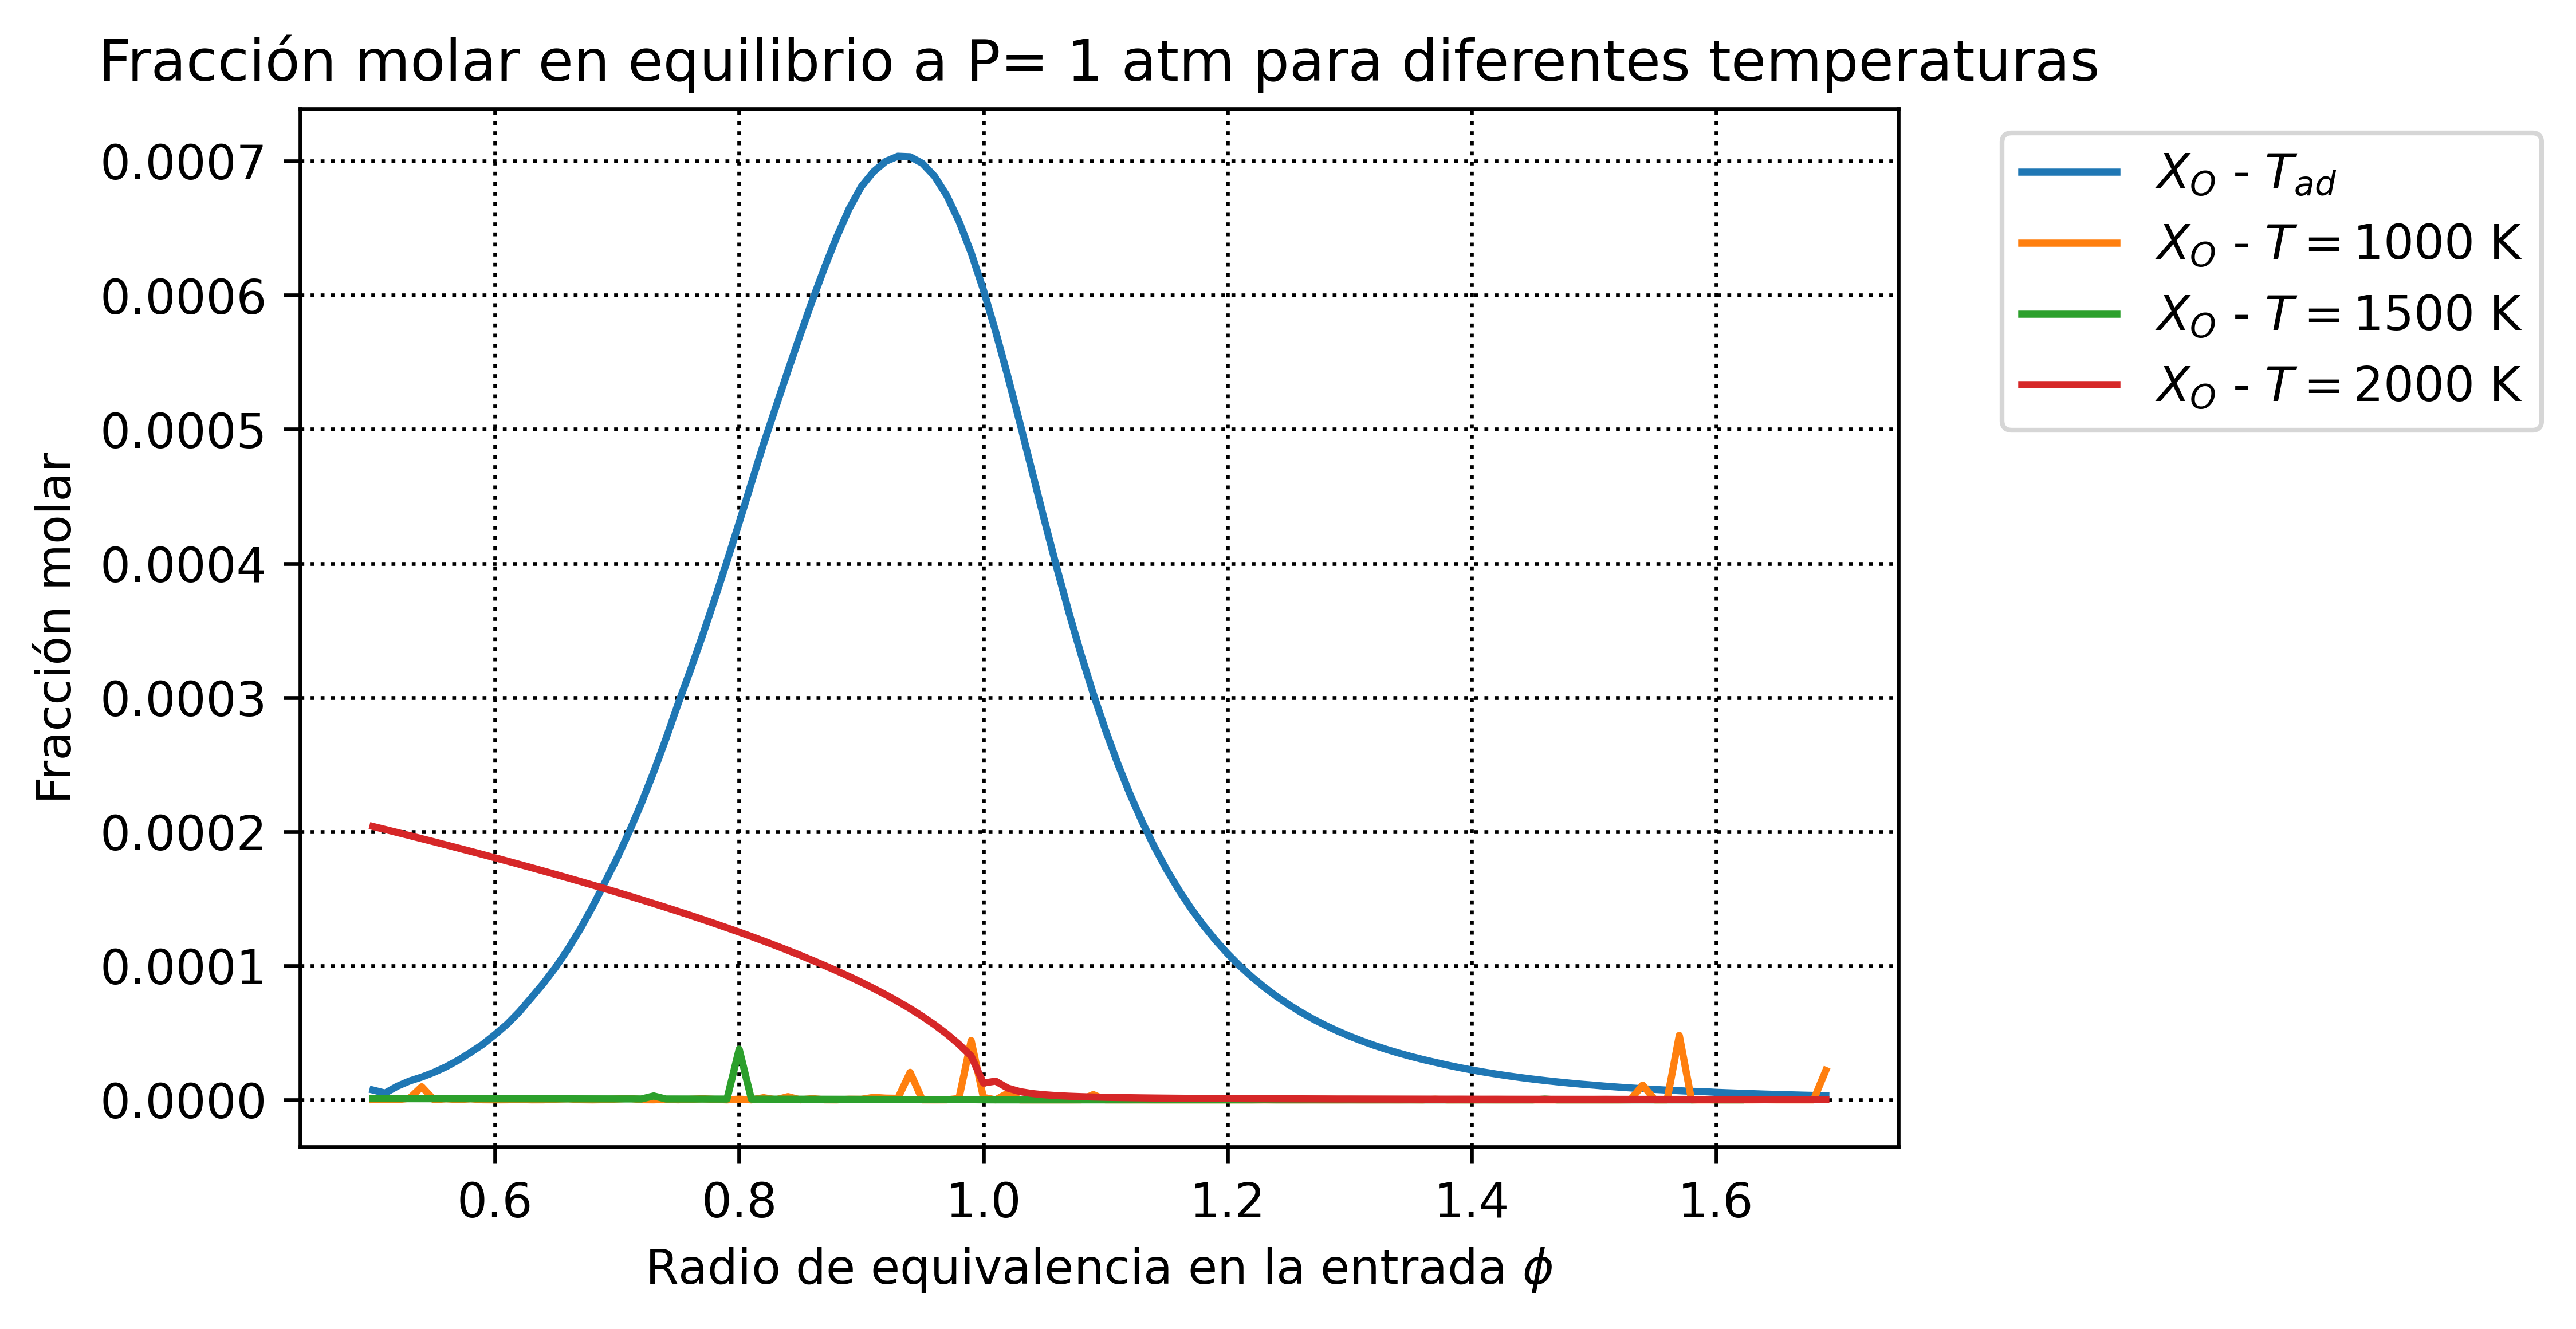 Fracción molar en equilibrio a P= 1 atm para diferentes temperaturas
Fracción molar
0.0007
0.0006
0.0005
0.0004
0.0003
0.0002
0.0001
0.0000
0.6 0.8 1.0 1.2 1.4 1.6
Radio de equivalencia en la entrada ϕ
X_O - T_ad
X_O - T = 1000 K
X_O - T = 1500 K
X_O - T = 2000 K